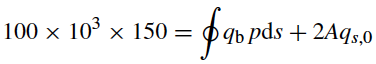 100 × 10³ × 150 = ∮ q_b p ds + 2Aq_{s,0}